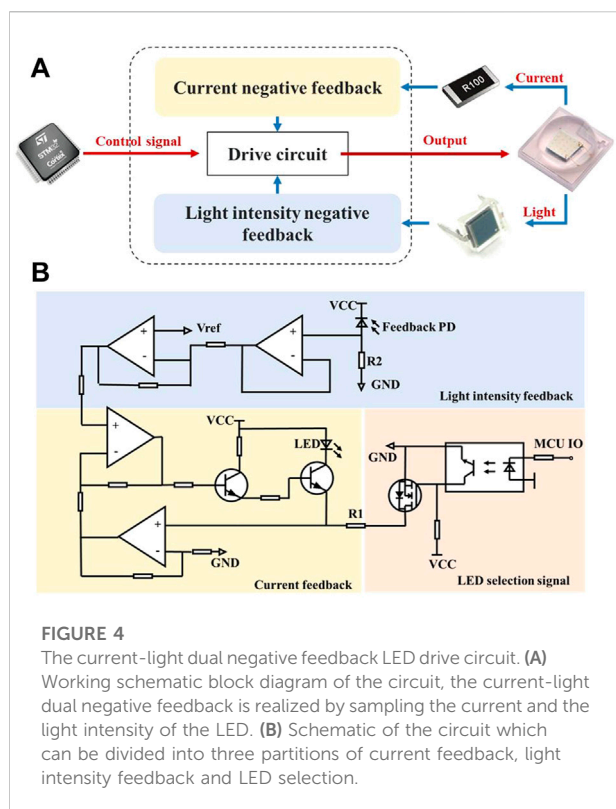 A
Current negative feedback
R100
Current
STM32
Cortex
Control signal
Drive circuit
Output
Light intensity negative
feedback
Light
B
VCC
Vref
Feedback PD
R2
GND
Light intensity feedback
VCC
LED
GND
MCU IO
R1
GND
VCC
Current feedback
LED selection signal
FIGURE 4
The current-light dual negative feedback LED drive circuit. (A)
Working schematic block diagram of the circuit, the current-light
dual negative feedback is realized by sampling the current and the
light intensity of the LED. (B) Schematic of the circuit which
can be divided into three partitions of current feedback, light
intensity feedback and LED selection.